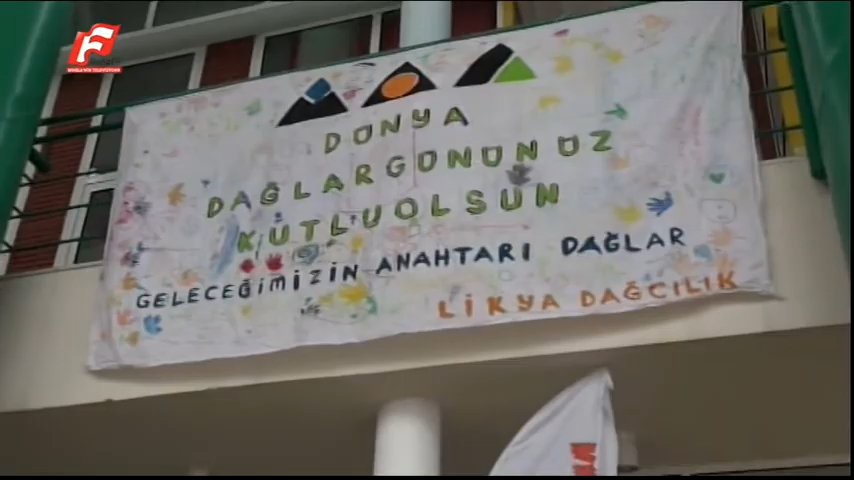 DÜNYA
DAĞLAR GÜNÜNÜZ
KUTLU OLSUN
GELECEĞİMİZİN ANAHTARI DAĞLAR
LİKYA DAĞCILIK